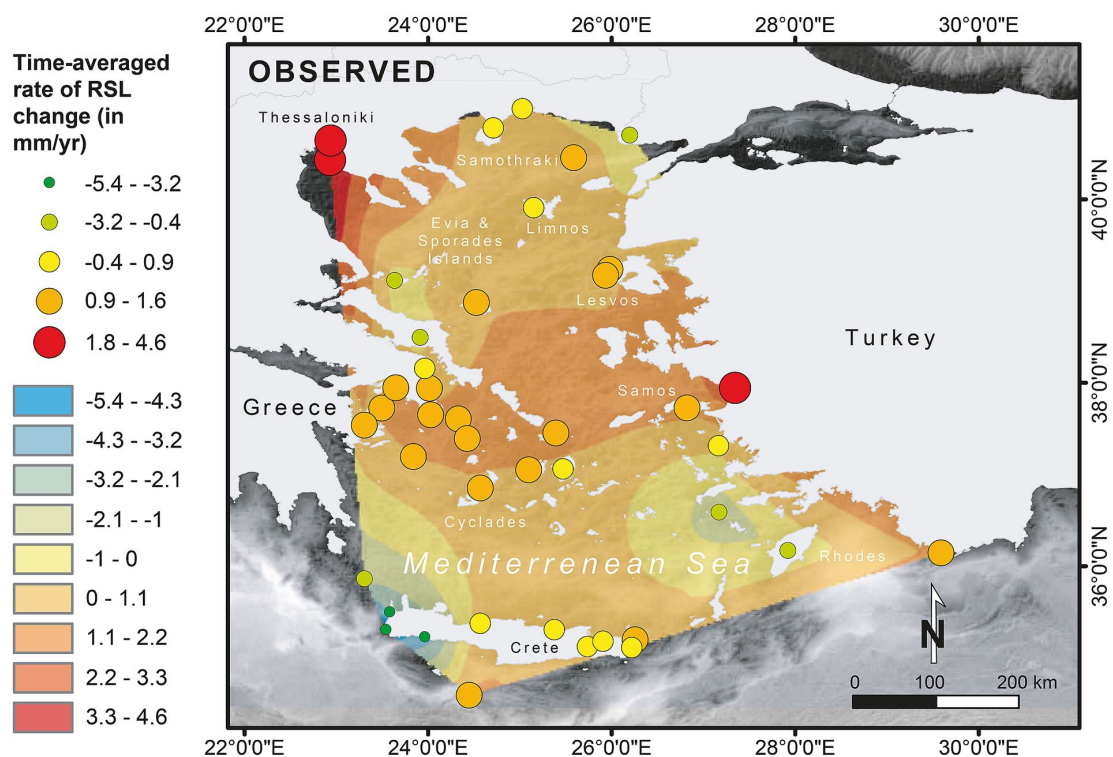 22°0'0"E 24°0'0"E 26°0'0"E 28°0'0"E 30°0'0"E
Time-averaged
rate of RSL
change (in
mm/yr)
-5.4 - -3.2
-3.2 - -0.4
-0.4 - 0.9
0.9 - 1.6
1.8 - 4.6
-5.4 - -4.3
-4.3 - -3.2
-3.2 - -2.1
-2.1 - -1
-1 - 0
0 - 1.1
1.1 - 2.2
2.2 - 3.3
3.3 - 4.6
OBSERVED
Thessaloniki
Samothraki
Evia &
Sporades
Islands
Limnos
Lesvos
Turkey
Samos
Greece
Cyclades
Mediterranean Sea
Rhodes
Crete
N
0 100 200 km
40°0'0"N
38°0'0"N
36°0'0"N
22°0'0"E 24°0'0"E 26°0'0"E 28°0'0"E 30°0'0"E